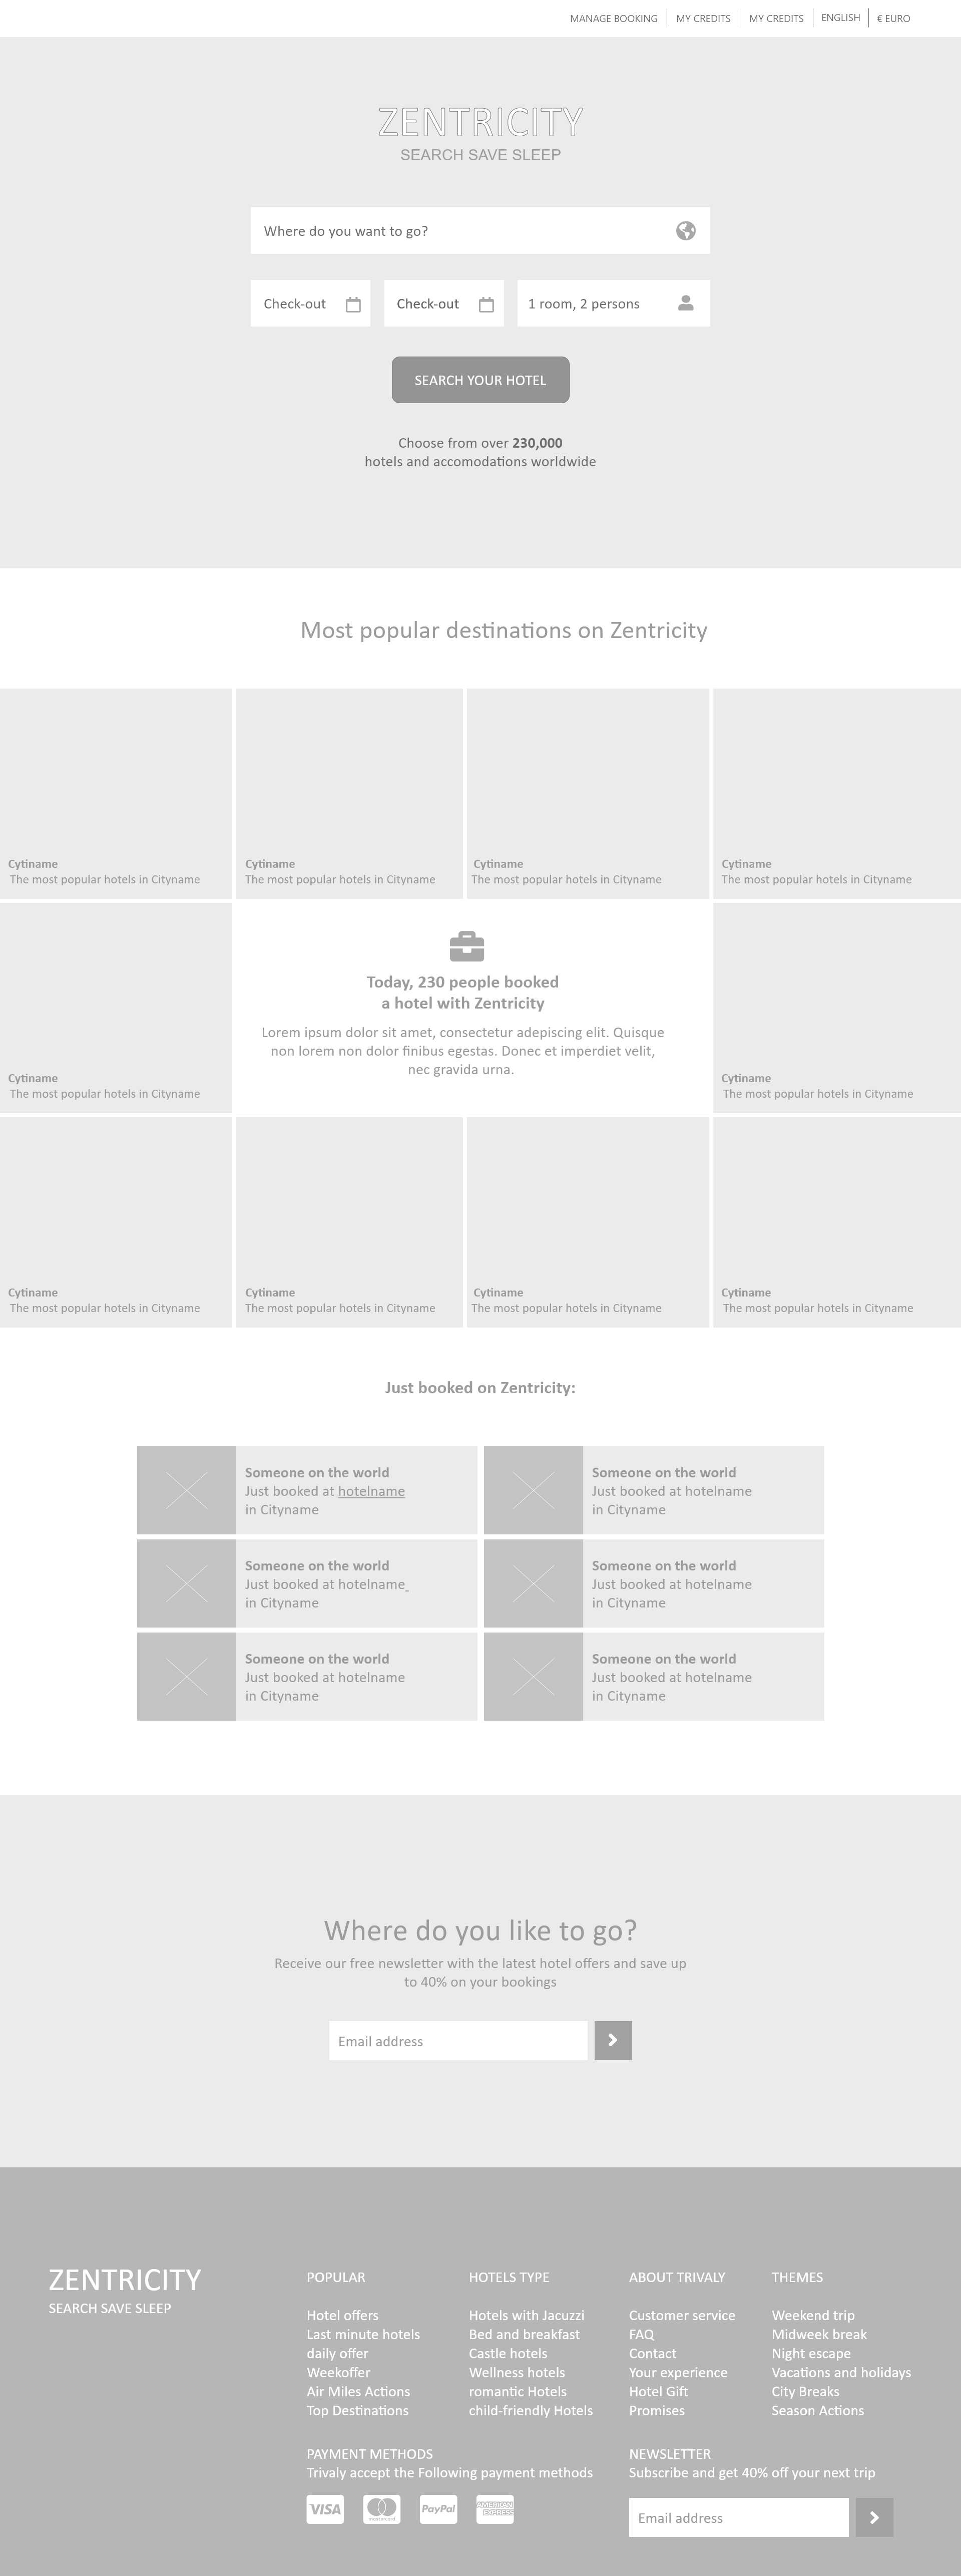 MANAGE BOOKING
MY CREDITS
MY CREDITS
ENGLISH
€ EURO
ZENTRICITY
SEARCH SAVE SLEEP
Where do you want to go?
Check-out
Check-out
1 room, 2 persons
SEARCH YOUR HOTEL
Choose from over 230,000
hotels and accomodations worldwide
Most popular destinations on Zentricity
Cytiname
The most popular hotels in Cityname
Cytiname
The most popular hotels in Cityname
Cytiname
The most popular hotels in Cityname
Cytiname
The most popular hotels in Cityname
Cytiname
The most popular hotels in Cityname
Today, 230 people booked
a hotel with Zentricity
Lorem ipsum dolor sit amet, consectetur adepiscing elit. Quisque
non lorem non dolor finibus egestas. Donec et imperdiet velit,
nec gravida urna.
Cytiname
The most popular hotels in Cityname
Cytiname
The most popular hotels in Cityname
Cytiname
The most popular hotels in Cityname
Cytiname
The most popular hotels in Cityname
Cytiname
The most popular hotels in Cityname
Just booked on Zentricity:
Someone on the world
Just booked at hotelname
in Cityname
Someone on the world
Just booked at hotelname
in Cityname
Someone on the world
Just booked at hotelname
in Cityname
Someone on the world
Just booked at hotelname
in Cityname
Someone on the world
Just booked at hotelname
in Cityname
Someone on the world
Just booked at hotelname
in Cityname
Where do you like to go?
Receive our free newsletter with the latest hotel offers and save up
to 40% on your bookings
Email address
ZENTRICITY
SEARCH SAVE SLEEP
POPULAR
Hotel offers
Last minute hotels
daily offer
Weekoffer
Air Miles Actions
Top Destinations
HOTELS TYPE
Hotels with Jacuzzi
Bed and breakfast
Castle hotels
Wellness hotels
romantic Hotels
child-friendly Hotels
ABOUT TRIVALY
Customer service
FAQ
Contact
Your experience
Hotel Gift
Promises
THEMES
Weekend trip
Midweek break
Night escape
Vacations and holidays
City Breaks
Season Actions
PAYMENT METHODS
Trivaly accept the Following payment methods
VISA
mastercard
PayPal
AMERICAN
EXPRESS
NEWSLETTER
Subscribe and get 40% off your next trip
Email address